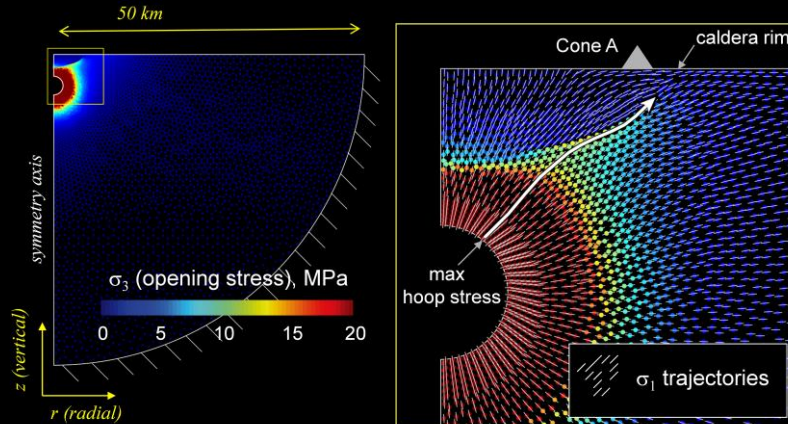 50 km
symmetry axis
σ3 (opening stress), MPa
0 5 10 15 20
z (vertical)
r (radial)
Cone A
caldera rim
max
hoop stress
σ1 trajectories